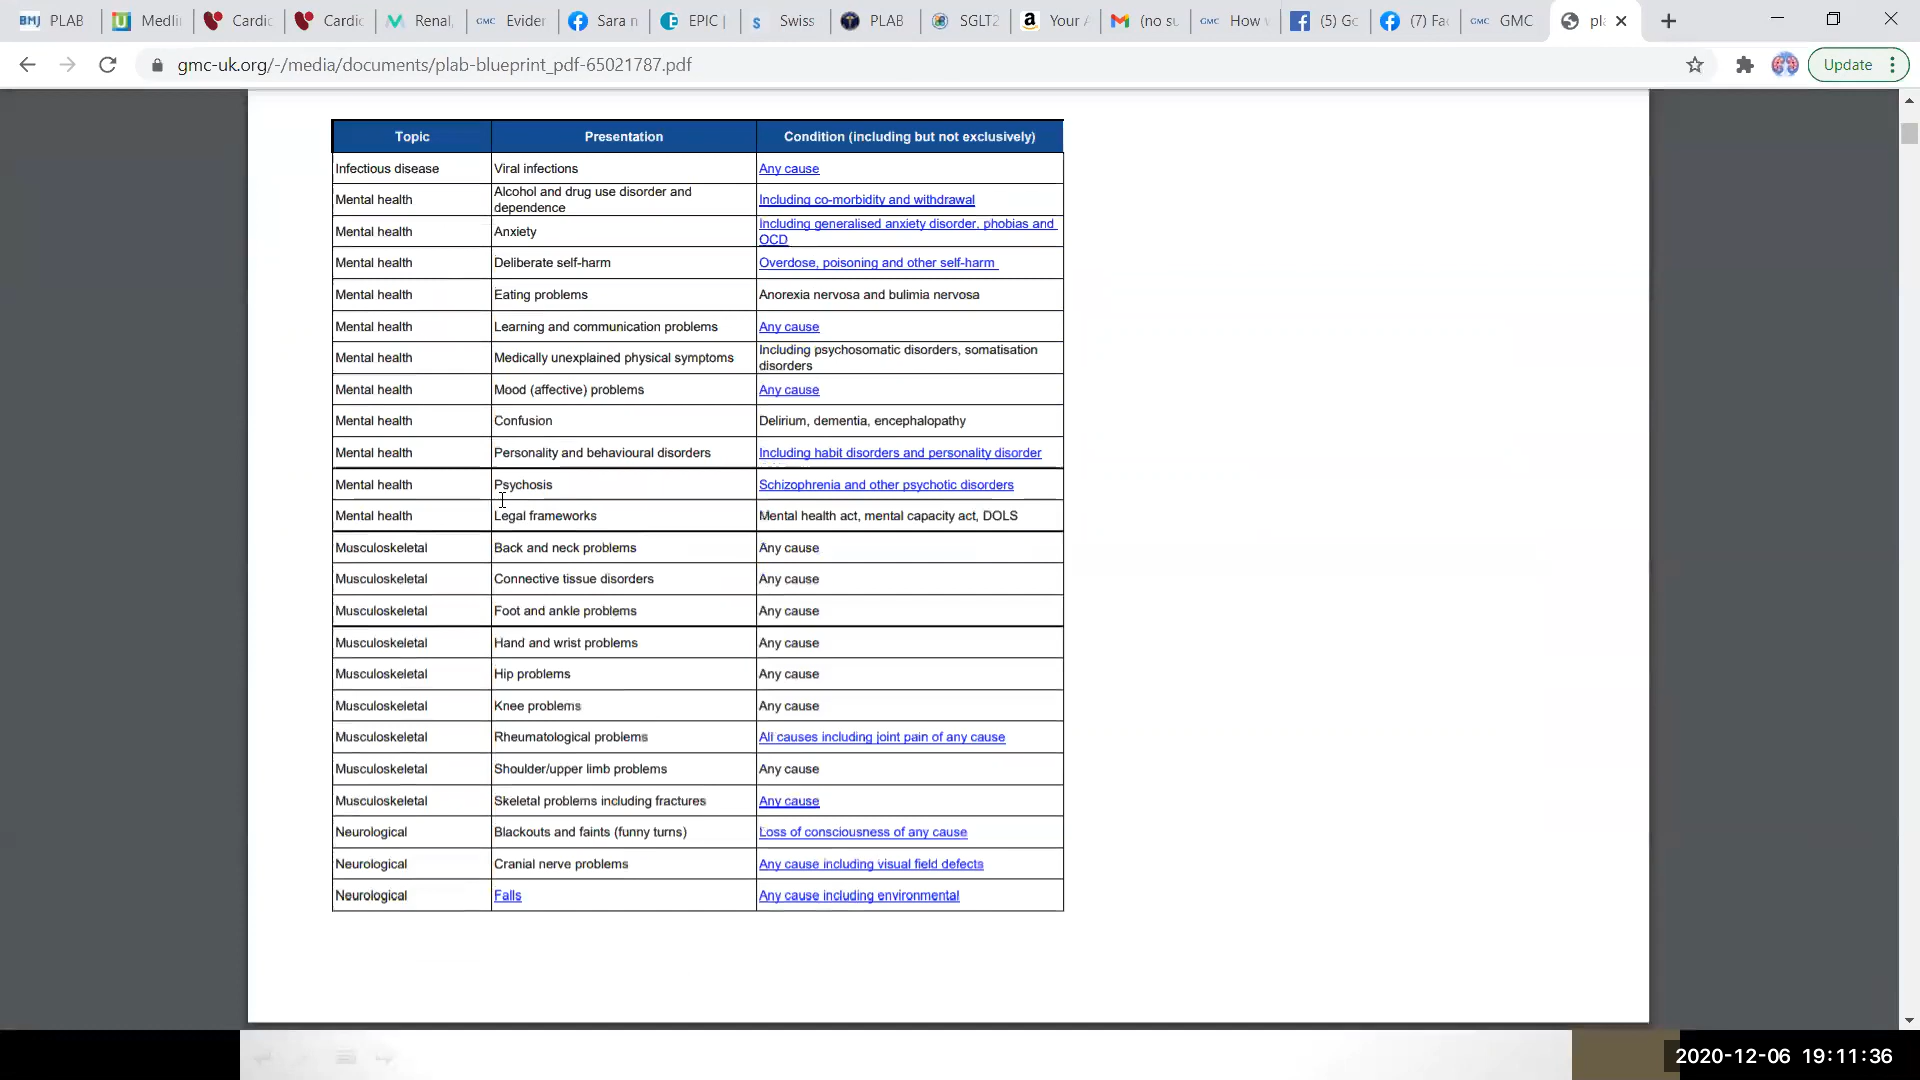 BMJ PLAB
Medlin
Cardic
Cardic
Renal,
GMC Eviden
Sara n
EPIC |
Swiss
PLAB
SGLT2
Your A
(no su
GMC How
(5) Gc
(7) Fac
GMC GMC
pl
gmc-uk.org/-/media/documents/plab-blueprint_pdf-65021787.pdf
Update
Topic Presentation Condition (including but not exclusively)
Infectious disease Viral infections Any cause
Mental health Alcohol and drug use disorder and
dependence Including co-morbidity and withdrawal
Mental health Anxiety Including generalised anxiety disorder, phobias and
OCD
Mental health Deliberate self-harm Overdose, poisoning and other self-harm
Mental health Eating problems Anorexia nervosa and bulimia nervosa
Mental health Learning and communication problems Any cause
Mental health Medically unexplained physical symptoms Including psychosomatic disorders, somatisation
disorders
Mental health Mood (affective) problems Any cause
Mental health Confusion Delirium, dementia, encephalopathy
Mental health Personality and behavioural disorders Including habit disorders and personality disorder
Mental health Psychosis Schizophrenia and other psychotic disorders
Mental health Legal frameworks Mental health act, mental capacity act, DOLS
Musculoskeletal Back and neck problems Any cause
Musculoskeletal Connective tissue disorders Any cause
Musculoskeletal Foot and ankle problems Any cause
Musculoskeletal Hand and wrist problems Any cause
Musculoskeletal Hip problems Any cause
Musculoskeletal Knee problems Any cause
Musculoskeletal Rheumatological problems All causes including joint pain of any cause
Musculoskeletal Shoulder/upper limb problems Any cause
Musculoskeletal Skeletal problems including fractures Any cause
Neurological Blackouts and faints (funny turns) Loss of consciousness of any cause
Neurological Cranial nerve problems Any cause including visual field defects
Neurological Falls Any cause including environmental
2020-12-06 19:11:36